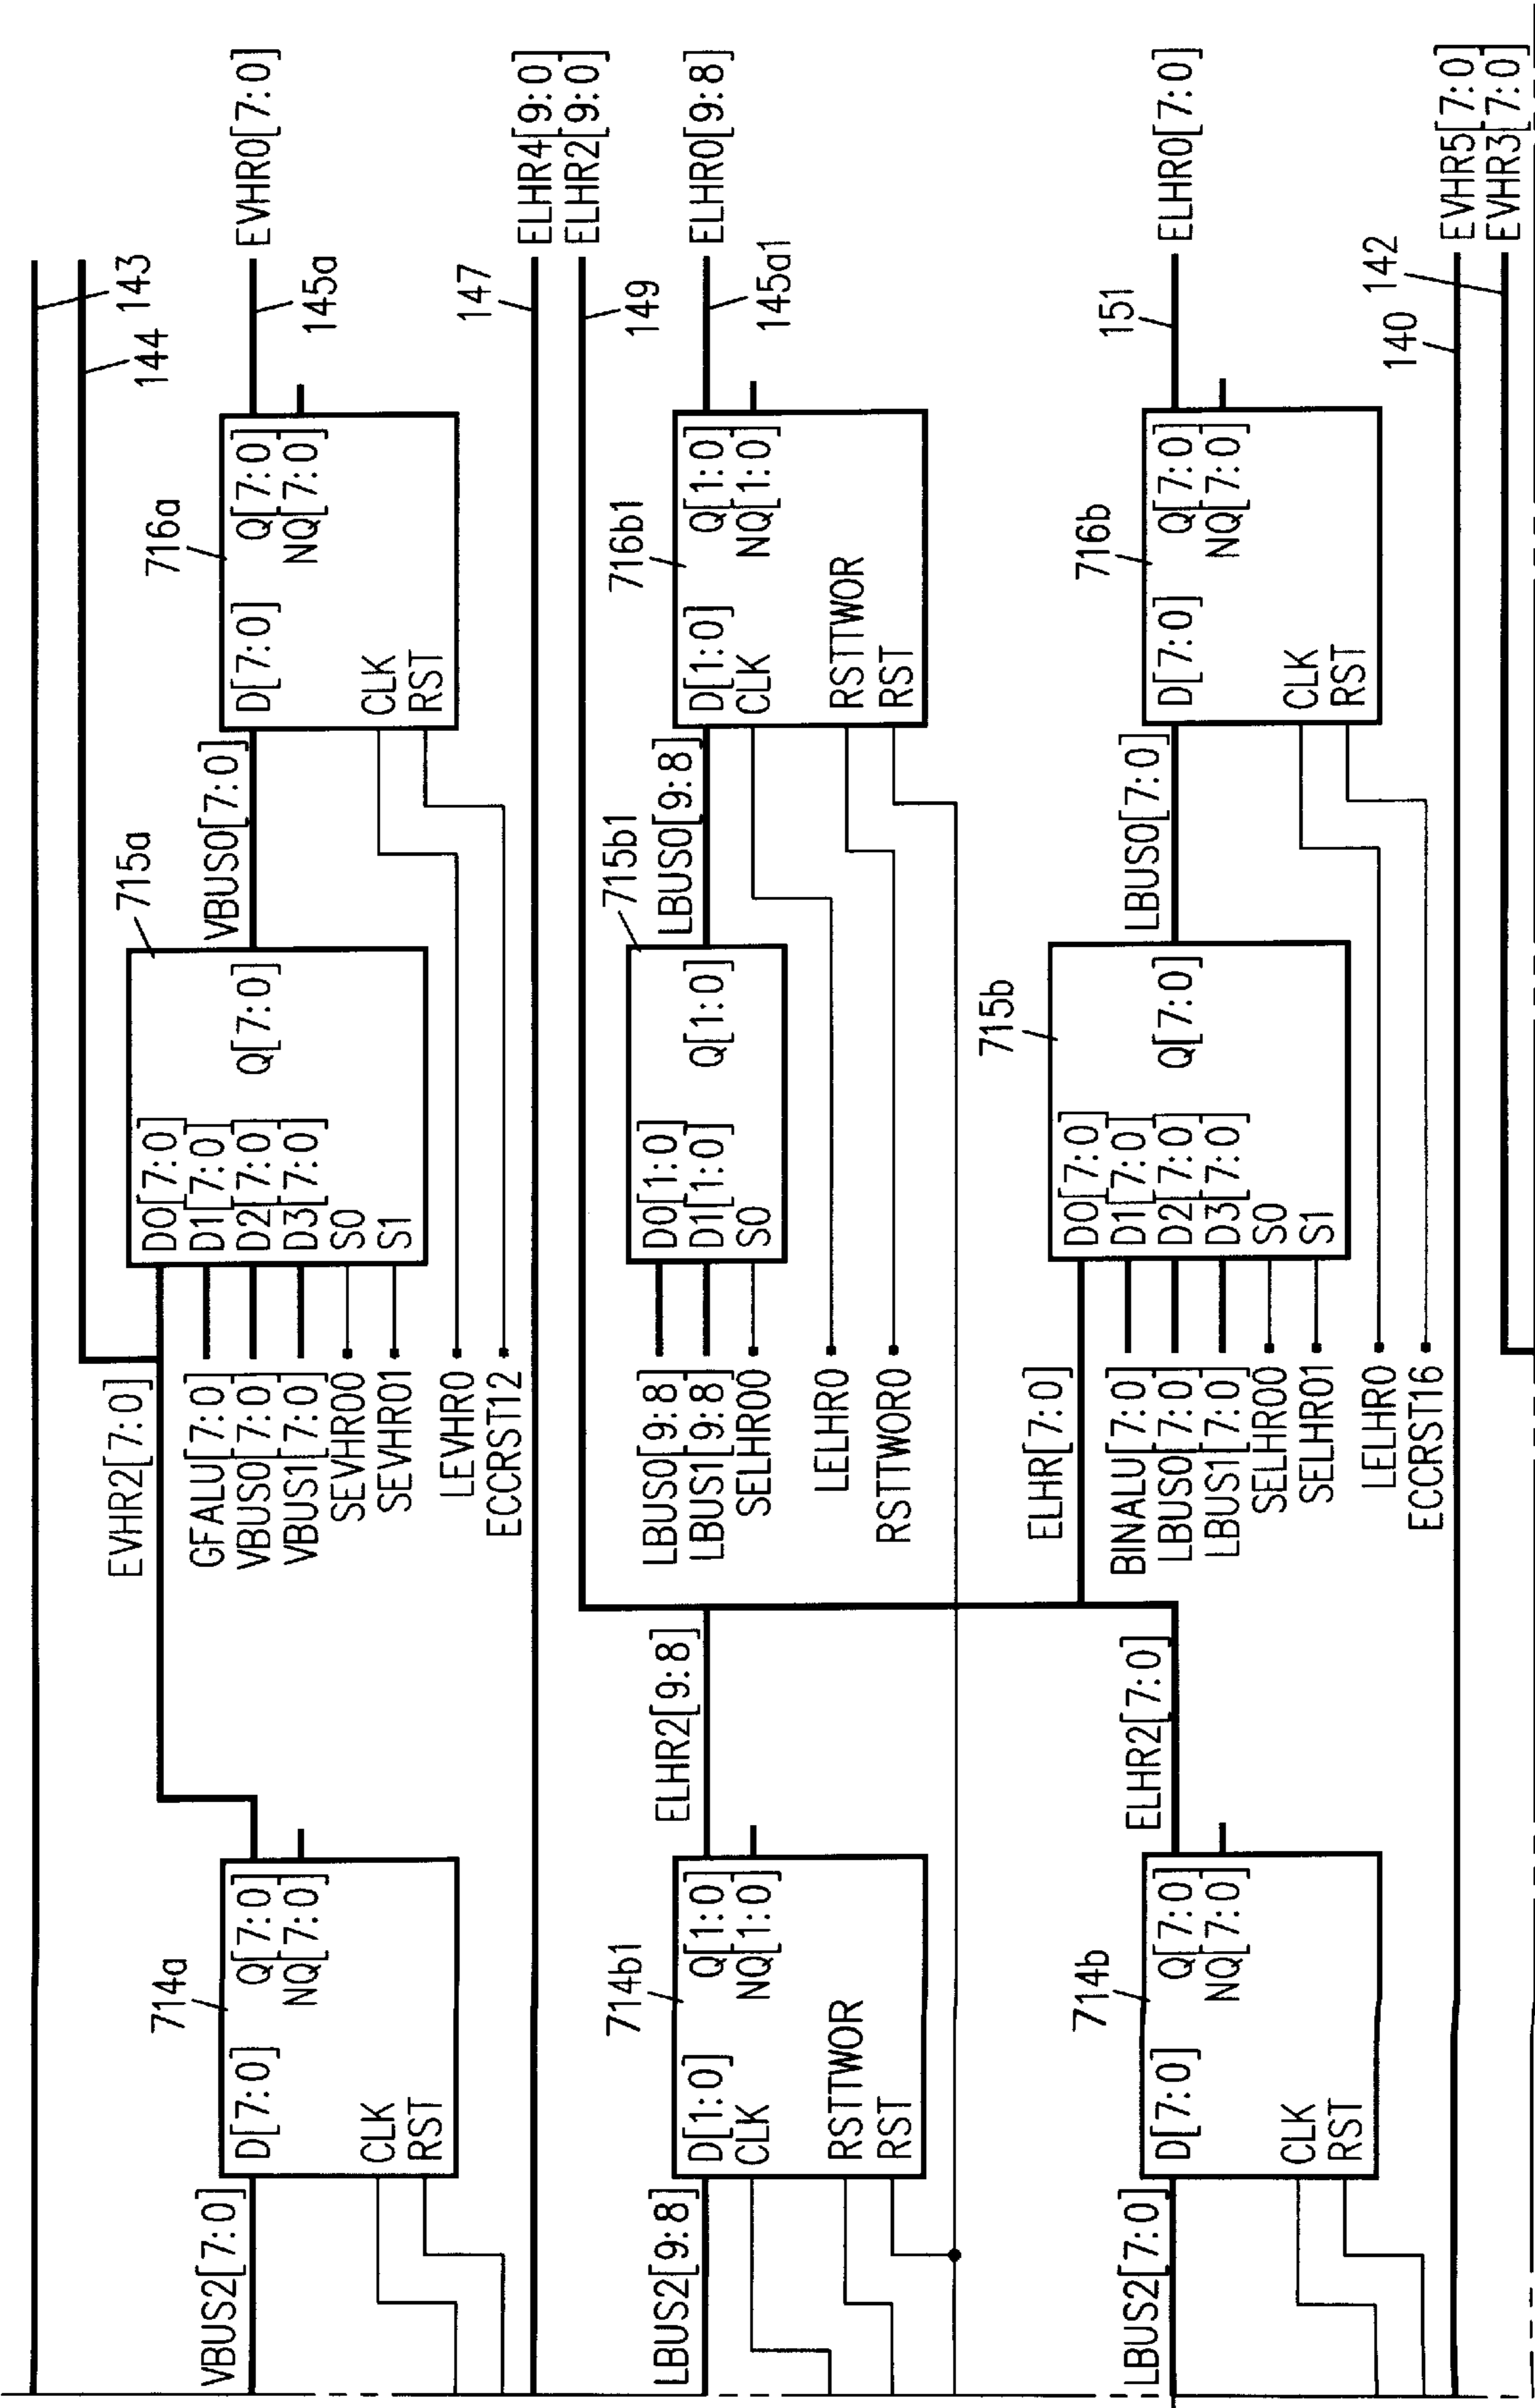 143
144
EVHR0[7:0]
145a
716a
D[7:0]
Q[7:0]
NQ[7:0]
CLK
RST
VBUS0[7:0]
715a
D0[7:0]
D1[7:0]
D2[7:0]
D3[7:0]
S0
S1
Q[7:0]
EVHR2[7:0]
GFALU[7:0]
VBUS0[7:0]
VBUS1[7:0]
SEVHR00
SEVHR01
LEVHR0
ECCRST12
714a
D[7:0]
Q[7:0]
NQ[7:0]
CLK
RST
VBUS2[7:0]
147
ELHR4[9:0]
ELHR2[9:0]
149
ELHR0[9:8]
145a1
716b1
D[1:0]
CLK
Q[1:0]
NQ[1:0]
RSTTWOR
RST
LBUS0[9:8]
715b1
D0[1:0]
D1[1:0]
S0
Q[1:0]
LBUS0[9:8]
LBUS1[9:8]
SELHR00
LELHR0
RSTTWOR0
ELHR2[9:8]
714b1
D[1:0]
CLK
Q[1:0]
NQ[1:0]
RSTTWOR
RST
LBUS2[9:8]
ELHR0[7:0]
151
716b
D[7:0]
Q[7:0]
NQ[7:0]
CLK
RST
LBUS0[7:0]
715b
D0[7:0]
D1[7:0]
D2[7:0]
D3[7:0]
S0
S1
Q[7:0]
ELHR[7:0]
BINALU[7:0]
LBUS0[7:0]
LBUS1[7:0]
SELHR00
SELHR01
LELHR0
ECCRST16
ELHR2[7:0]
714b
D[7:0]
Q[7:0]
NQ[7:0]
CLK
RST
LBUS2[7:0]
140
142
EVHR5[7:0]
EVHR3[7:0]